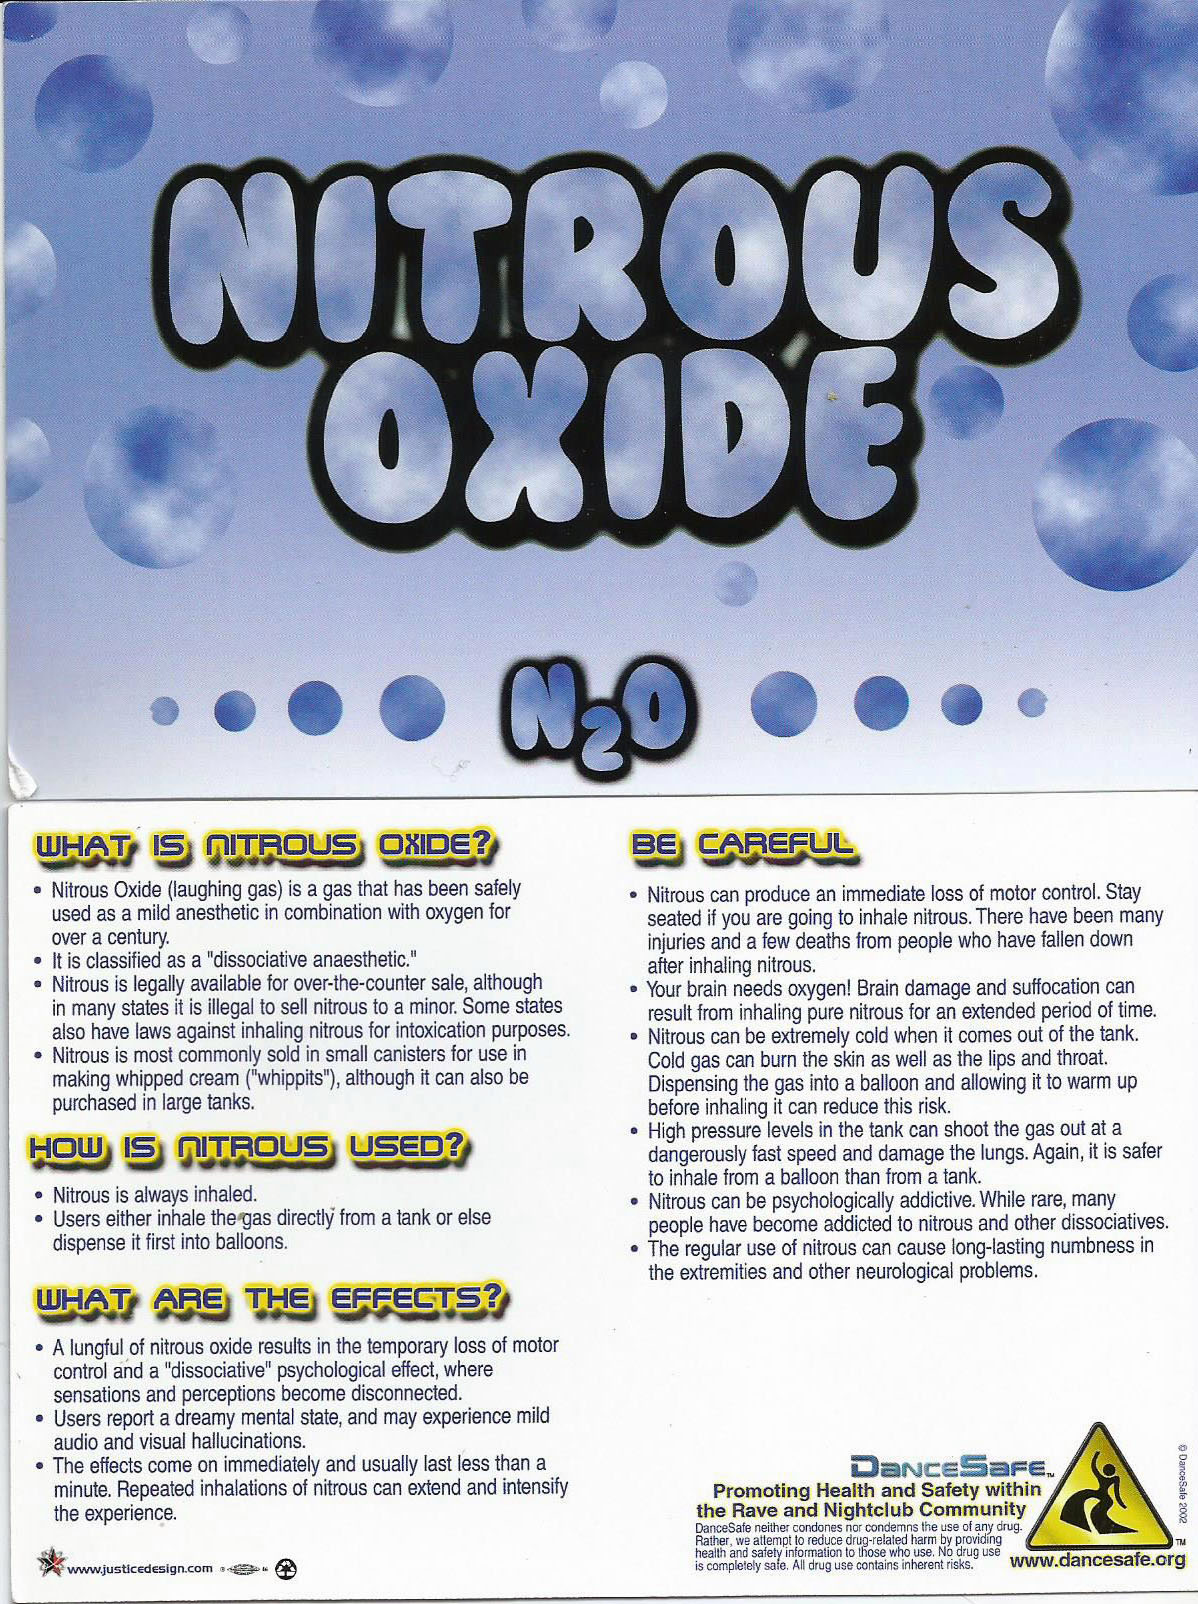 NITROUS
OXIDE
N2O
WHAT IS NITROUS OXIDE?
• Nitrous Oxide (laughing gas) is a gas that has been safely
used as a mild anesthetic in combination with oxygen for
over a century.
• It is classified as a "dissociative anaesthetic."
• Nitrous is legally available for over-the-counter sale, although
in many states it is illegal to sell nitrous to a minor. Some states
also have laws against inhaling nitrous for intoxication purposes.
• Nitrous is most commonly sold in small canisters for use in
making whipped cream ("whippits"), although it can also be
purchased in large tanks.
HOW IS NITROUS USED?
• Nitrous is always inhaled.
• Users either inhale the gas directly from a tank or else
dispense it first into balloons.
WHAT ARE THE EFFECTS?
• A lungful of nitrous oxide results in the temporary loss of motor
control and a "dissociative" psychological effect, where
sensations and perceptions become disconnected.
• Users report a dreamy mental state, and may experience mild
audio and visual hallucinations.
• The effects come on immediately and usually last less than a
minute. Repeated inhalations of nitrous can extend and intensify
the experience.
www.justicedesign.com
BE CAREFUL
• Nitrous can produce an immediate loss of motor control. Stay
seated if you are going to inhale nitrous. There have been many
injuries and a few deaths from people who have fallen down
after inhaling nitrous.
• Your brain needs oxygen! Brain damage and suffocation can
result from inhaling pure nitrous for an extended period of time.
• Nitrous can be extremely cold when it comes out of the tank.
Cold gas can burn the skin as well as the lips and throat.
Dispensing the gas into a balloon and allowing it to warm up
before inhaling it can reduce this risk.
• High pressure levels in the tank can shoot the gas out at a
dangerously fast speed and damage the lungs. Again, it is safer
to inhale from a balloon than from a tank.
• Nitrous can be psychologically addictive. While rare, many
people have become addicted to nitrous and other dissociatives.
• The regular use of nitrous can cause long-lasting numbness in
the extremities and other neurological problems.
DANCESAFE™
Promoting Health and Safety within
the Rave and Nightclub Community
DanceSafe neither condones nor condemns the use of any drug.
Rather, we attempt to reduce drug-related harm by providing
health and safety information to those who use. No drug use
is completely safe. All drug use contains inherent risks.
TM
www.dancesafe.org
© DanceSafe 2002